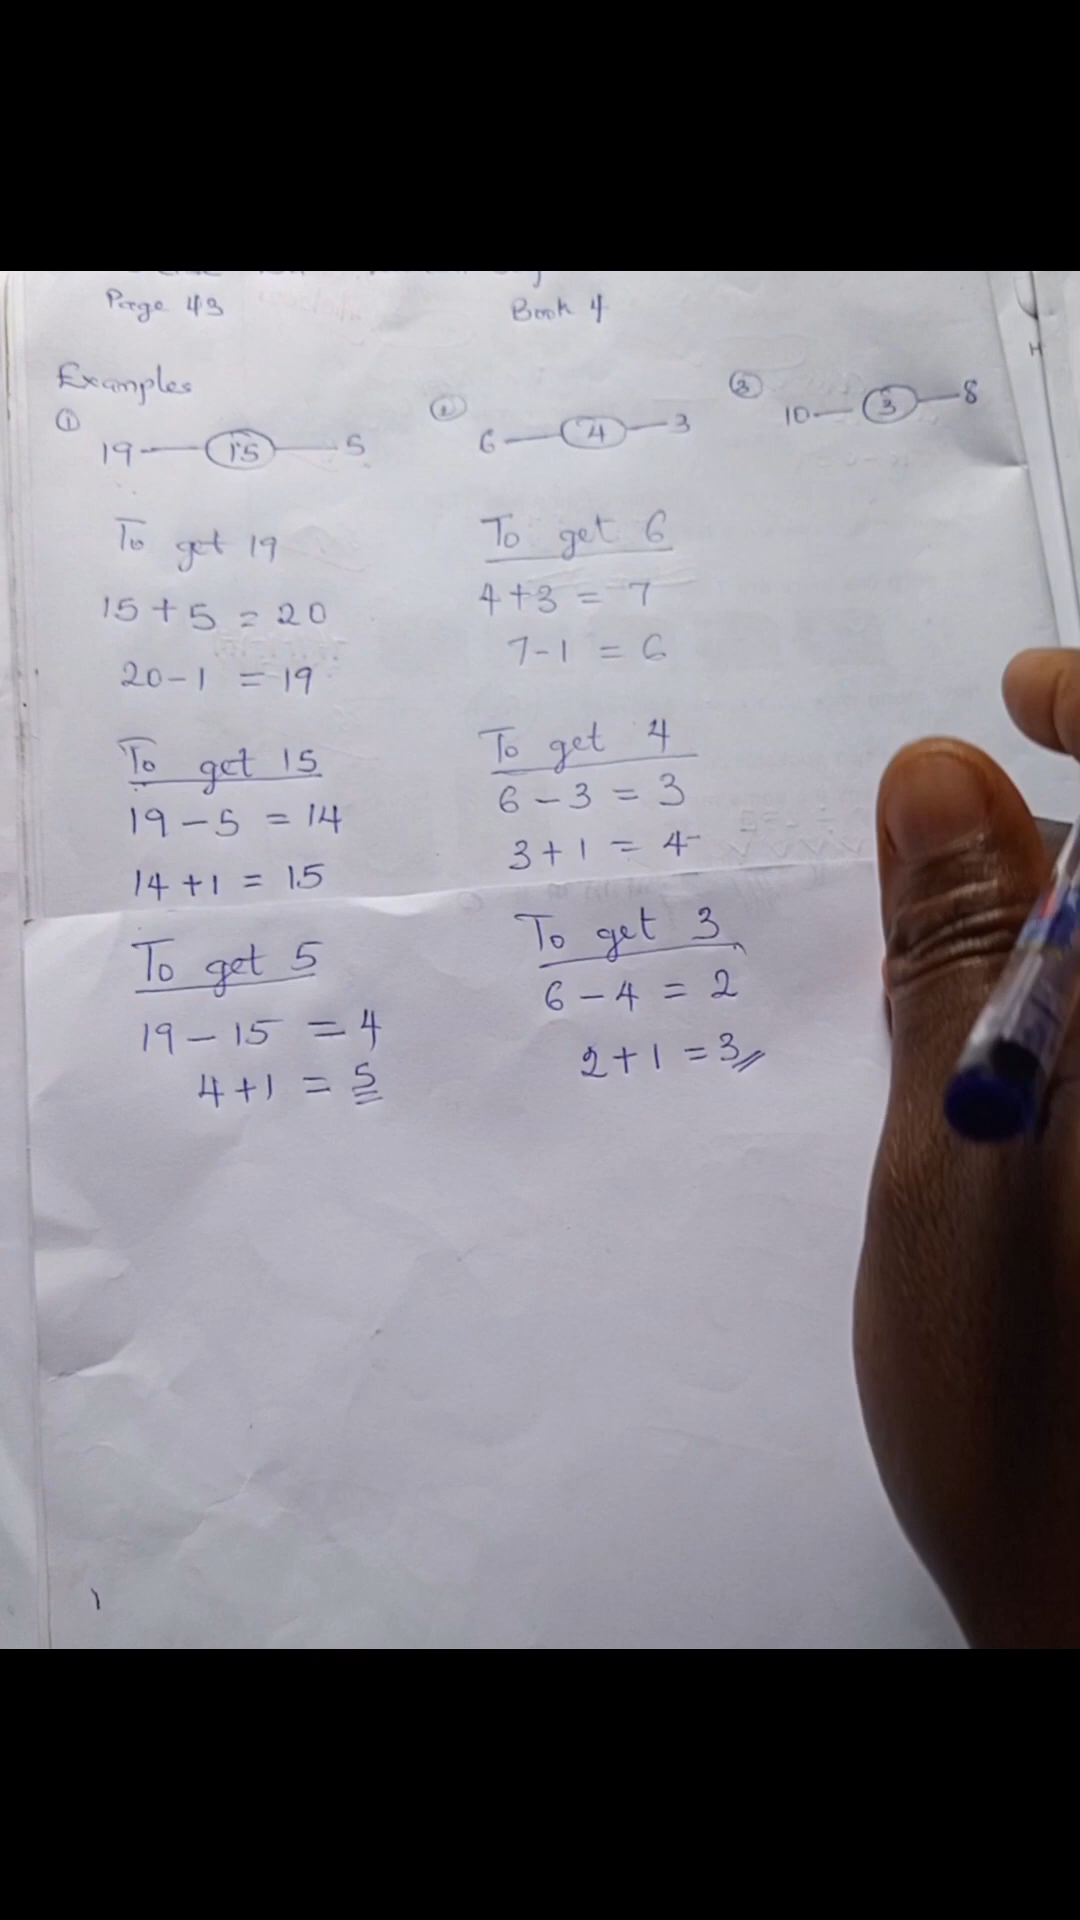 Page 43
Book 4
Examples
① 19 — 15 — 5
② 6 — 4 — 3
③ 10 — 3 — 8
To get 19
15 + 5 = 20
20 - 1 = 19
To get 15
19 - 5 = 14
14 + 1 = 15
To get 5
19 - 15 = 4
4 + 1 = 5
To get 6
4 + 3 = 7
7 - 1 = 6
To get 4
6 - 3 = 3
3 + 1 = 4
To get 3
6 - 4 = 2
2 + 1 = 3